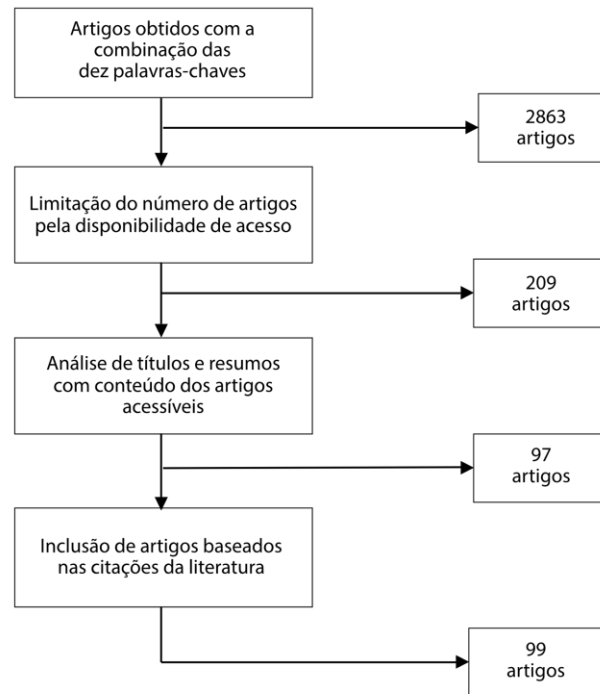 Artigos obtidos com a
combinação das
dez palavras-chaves
2863
artigos
Limitação do número de artigos
pela disponibilidade de acesso
209
artigos
Análise de títulos e resumos
com conteúdo dos artigos
acessíveis
97
artigos
Inclusão de artigos baseados
nas citações da literatura
99
artigos